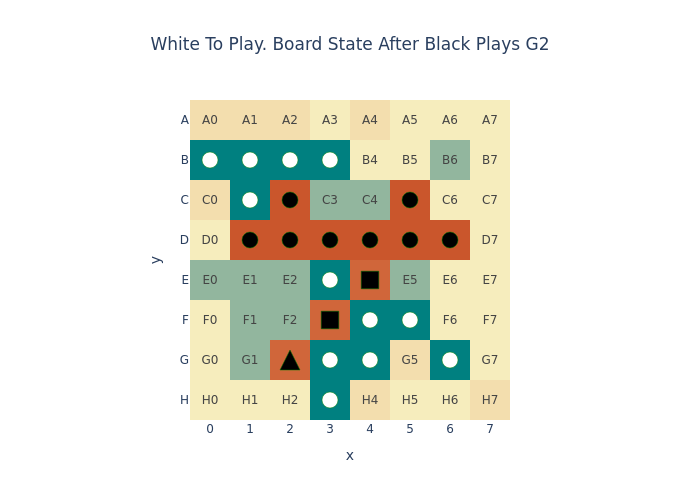 White To Play. Board State After Black Plays G2
A A0 A1 A2 A3 A4 A5 A6 A7
B B4 B5 B6 B7
C C0 C3 C4 C6 C7
D D0 D7
E E0 E1 E2 E5 E6 E7
F F0 F1 F2 F6 F7
G G0 G1 G5 G7
H H0 H1 H2 H4 H5 H6 H7
0 1 2 3 4 5 6 7
x
y